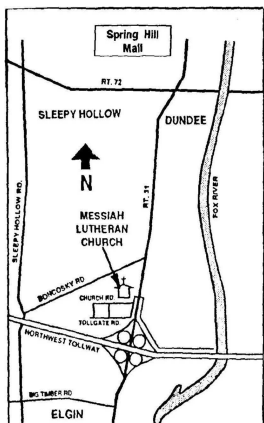 Spring Hill
Mall
RT. 72
SLEEPY HOLLOW
DUNDEE
N
SLEEPY HOLLOW RD.
RT. 31
FOX RIVER
MESSIAH
LUTHERAN
CHURCH
BONCOSKY RD
CHURCH RD
TOLLGATE RD
NORTHWEST TOLLWAY
BIG TIMBER RD
ELGIN